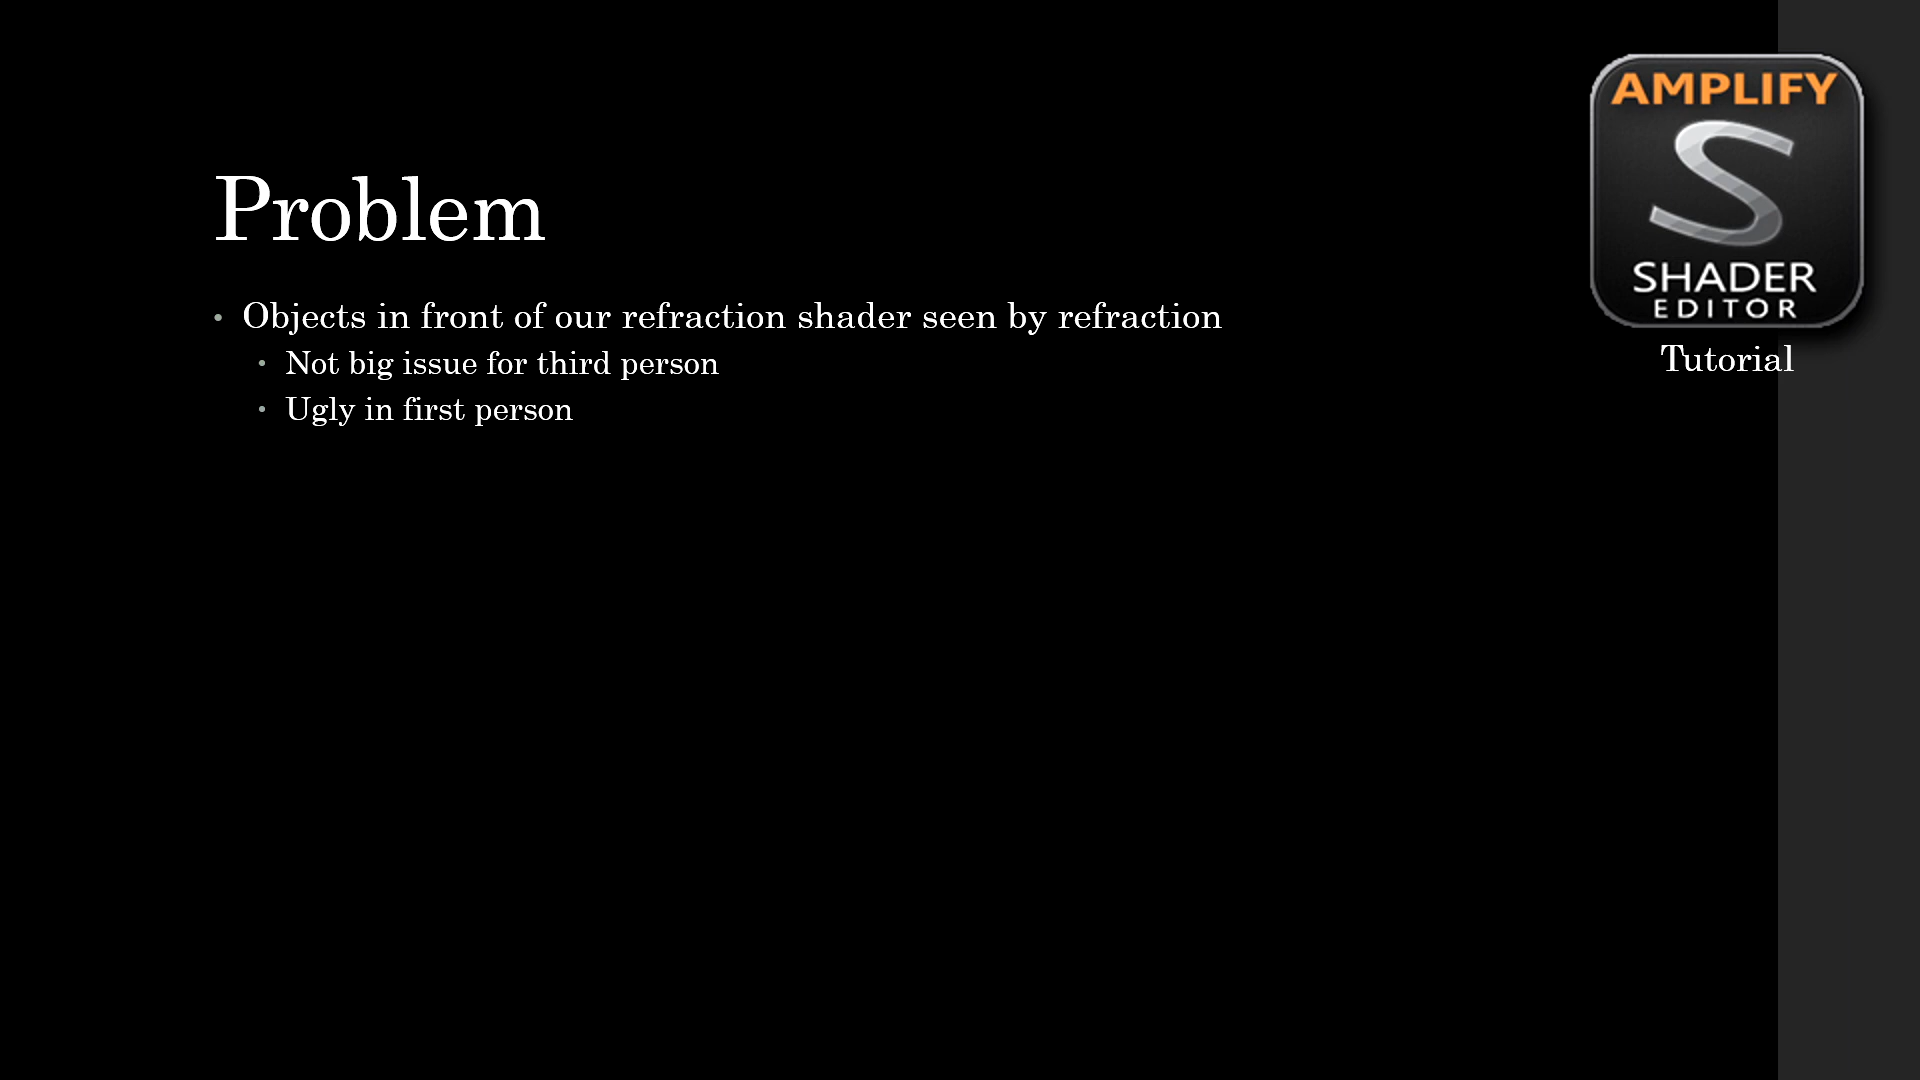 Problem
• Objects in front of our refraction shader seen by refraction
• Not big issue for third person
• Ugly in first person
AMPLIFY
S
SHADER
EDITOR
Tutorial